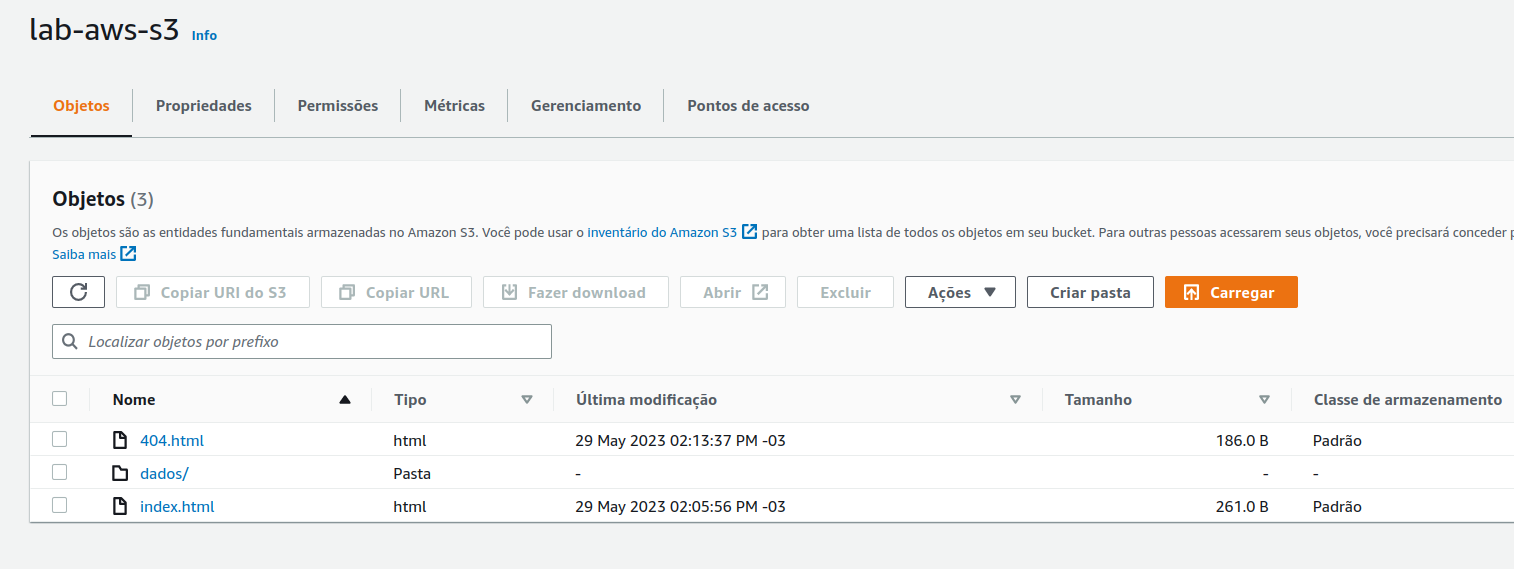 lab-aws-s3 Info
Objetos Propriedades Permissões Métricas Gerenciamento Pontos de acesso
Objetos (3)
Os objetos são as entidades fundamentais armazenadas no Amazon S3. Você pode usar o inventário do Amazon S3 para obter uma lista de todos os objetos em seu bucket. Para outras pessoas acessarem seus objetos, você precisará conceder
Saiba mais
Copiar URI do S3 Copiar URL Fazer download Abrir Excluir Ações Criar pasta Carregar
Localizar objetos por prefixo
Nome Tipo Última modificação Tamanho Classe de armazenamento
404.html html 29 May 2023 02:13:37 PM -03 186.0 B Padrão
dados/ Pasta - - -
index.html html 29 May 2023 02:05:56 PM -03 261.0 B Padrão